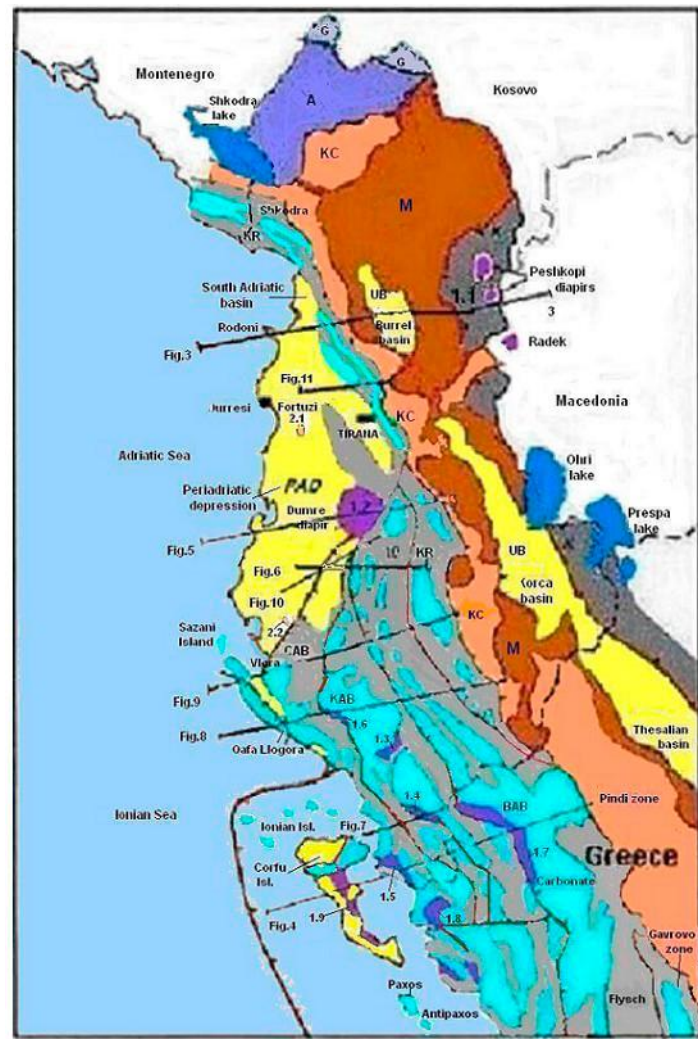 G
Montenegro
G
Kosovo
Shkodra
lake
A
KC
M
Shkodra
KR
Peshkopi
diapirs
1.1
South Adriatic
basin
UB
Burrel
basin
3
Rodoni
Radek
Fig.3
Fig.11
Durresi
Fortuzi
2.1
KC
Macedonia
TIRANA
Adriatic Sea
Ohri
lake
PAD
Periadriatic
depression
1.2
Dumre
diapir
Prespa
lake
Fig.5
UB
10
KR
Fig.6
Korca
basin
Fig.10
KC
Sazani
Island
2.2
CAB
M
Vlora
Fig.9
KAB
Fig.8
1.6
Oafa Llogora
1.3
Thesalian
basin
1.4
BAB
Pindi zone
Ionian Sea
Ionian Isl.
Fig.7
1.7
Greece
Corfu
Isl.
1.5
Carbonate
Fig.4
1.9
1.8
Gavrovo
zone
Paxos
Antipaxos
Flysch